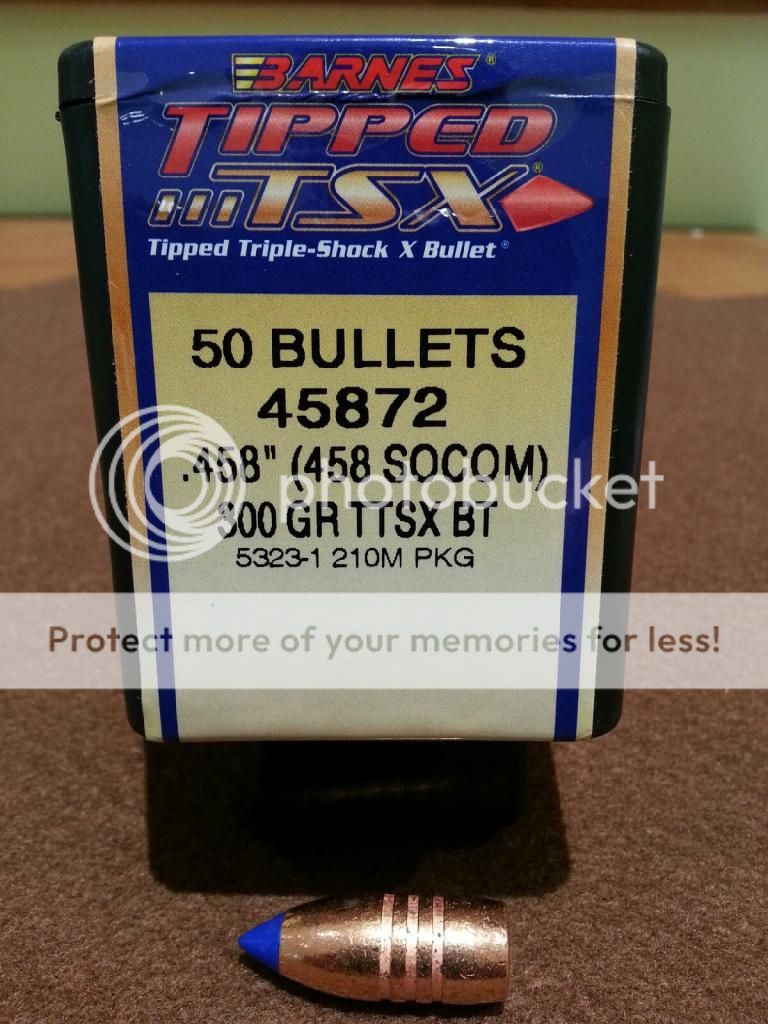 BARNES®
TIPPED
TSX®
Tipped Triple-Shock X Bullet®
50 BULLETS
45872
.458" (458 SOCOM)
photobucket
300 GR TTSX BT
5323-1 210M PKG
Protect more of your memories for less!